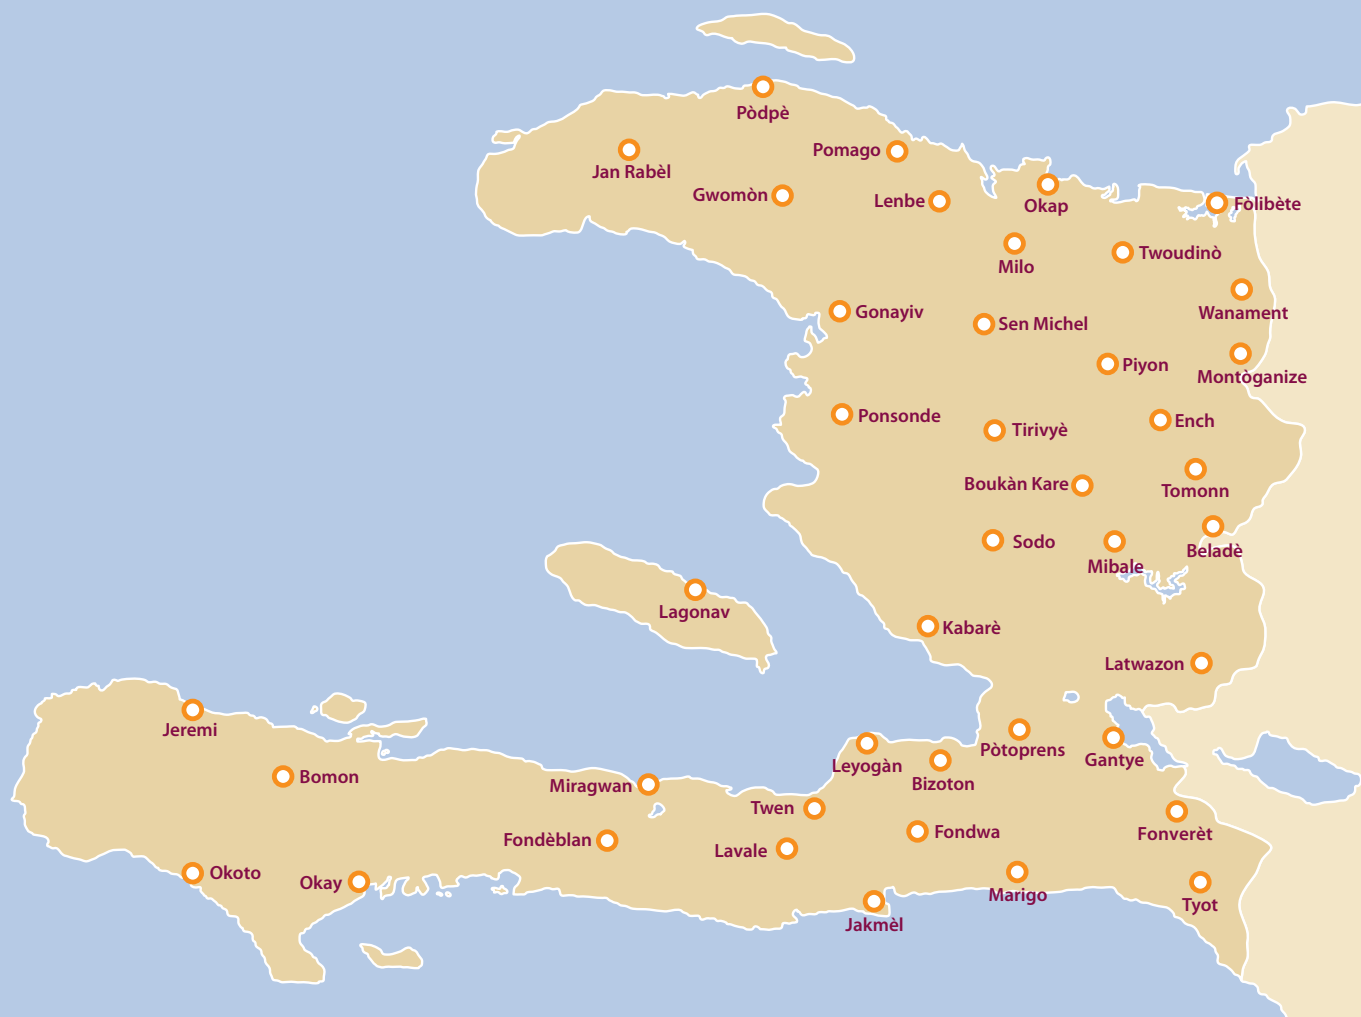 Pòdpè
Pomago
Jan Rabèl
Gwomòn
Lenbe
Okap
Fòlibète
Milo
Twoudinò
Wanament
Gonayiv
Sen Michel
Piyon
Montòganize
Ponsonde
Tirivyè
Ench
Boukàn Kare
Tomonn
Sodo
Beladè
Mibale
Lagonav
Kabarè
Latwazon
Jeremi
Pòtoprens
Gantye
Leyogàn
Bizoton
Bomon
Miragwan
Twen
Fondèblan
Lavale
Fondwa
Fonverèt
Okoto
Okay
Marigo
Tyot
Jakmèl